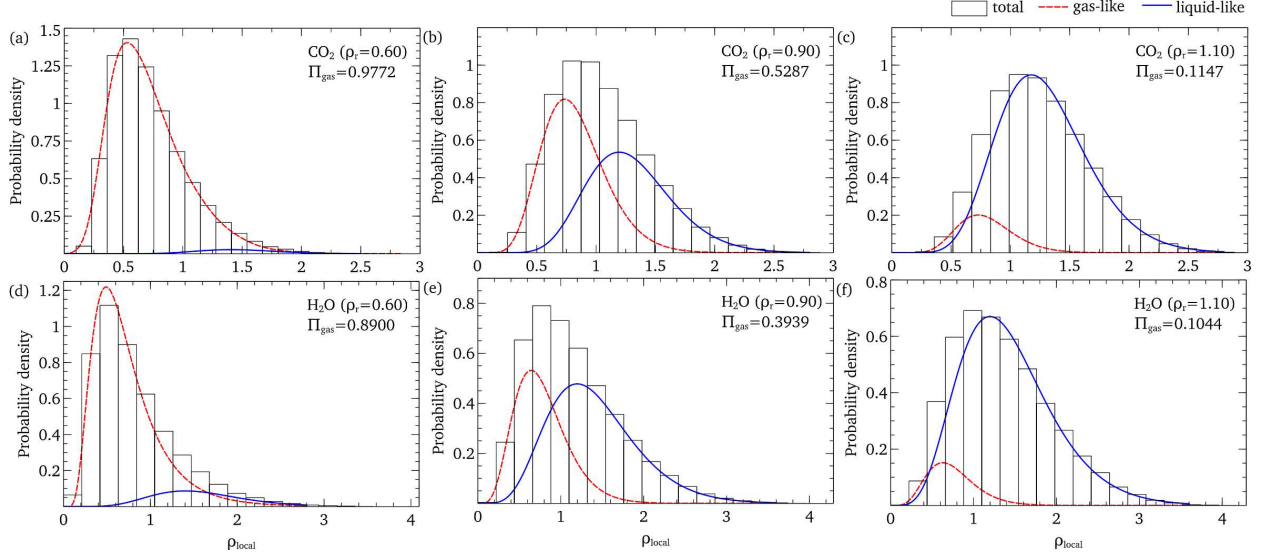 total gas-like liquid-like
(a)
CO₂ (ρr=0.60)
Πgas=0.9772
Probability density
1.5
1.25
1
0.75
0.5
0.25
0 0.5 1 1.5 2 2.5 3
(b)
CO₂ (ρr=0.90)
Πgas=0.5287
Probability density
1
0.8
0.6
0.4
0.2
0 0.5 1 1.5 2 2.5 3
(c)
CO₂ (ρr=1.10)
Πgas=0.1147
Probability density
1
0.8
0.6
0.4
0.2
0 0.5 1 1.5 2 2.5 3
(d)
H₂O (ρr=0.60)
Πgas=0.8900
Probability density
1.2
1
0.8
0.6
0.4
0.2
0 1 2 3 4
ρlocal
(e)
H₂O (ρr=0.90)
Πgas=0.3939
Probability density
0.8
0.6
0.4
0.2
0 1 2 3 4
ρlocal
(f)
H₂O (ρr=1.10)
Πgas=0.1044
Probability density
0.8
0.6
0.4
0.2
0 1 2 3 4
ρlocal